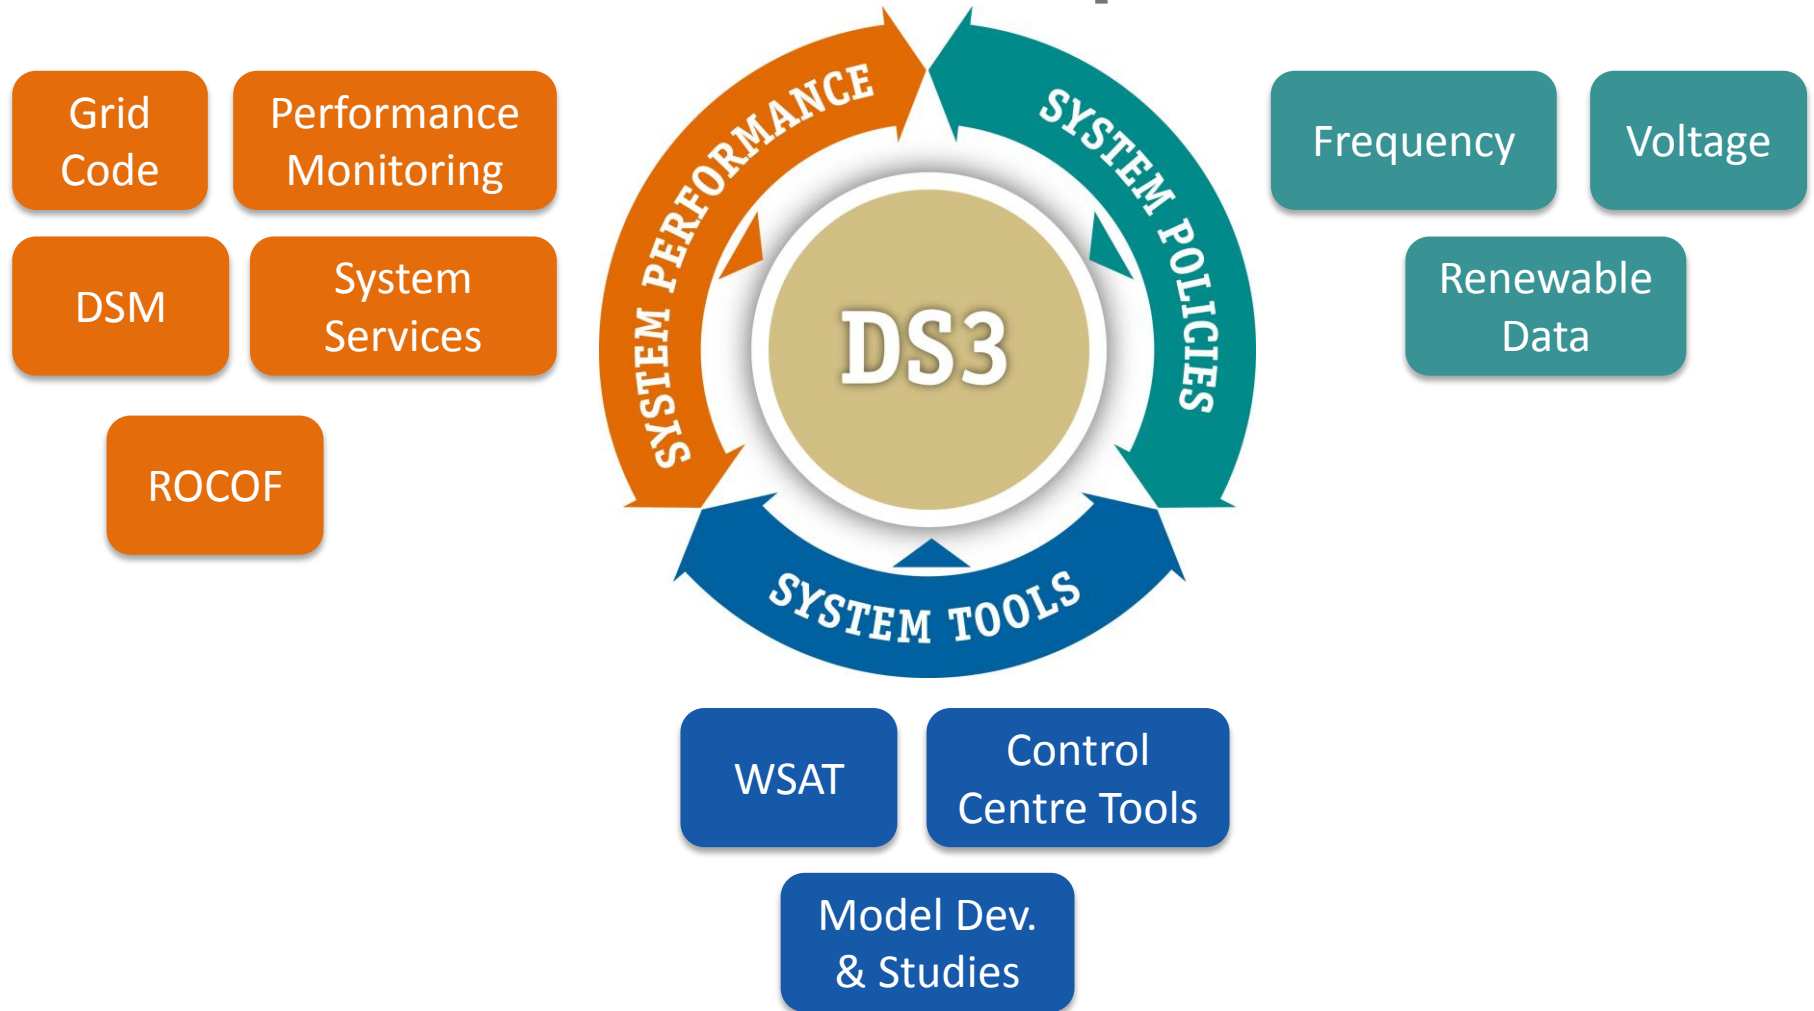 Grid
Code
Performance
Monitoring
DSM
System
Services
ROCOF
SYSTEM PERFORMANCE
SYSTEM POLICIES
DS3
SYSTEM TOOLS
Frequency
Voltage
Renewable
Data
WSAT
Control
Centre Tools
Model Dev.
& Studies